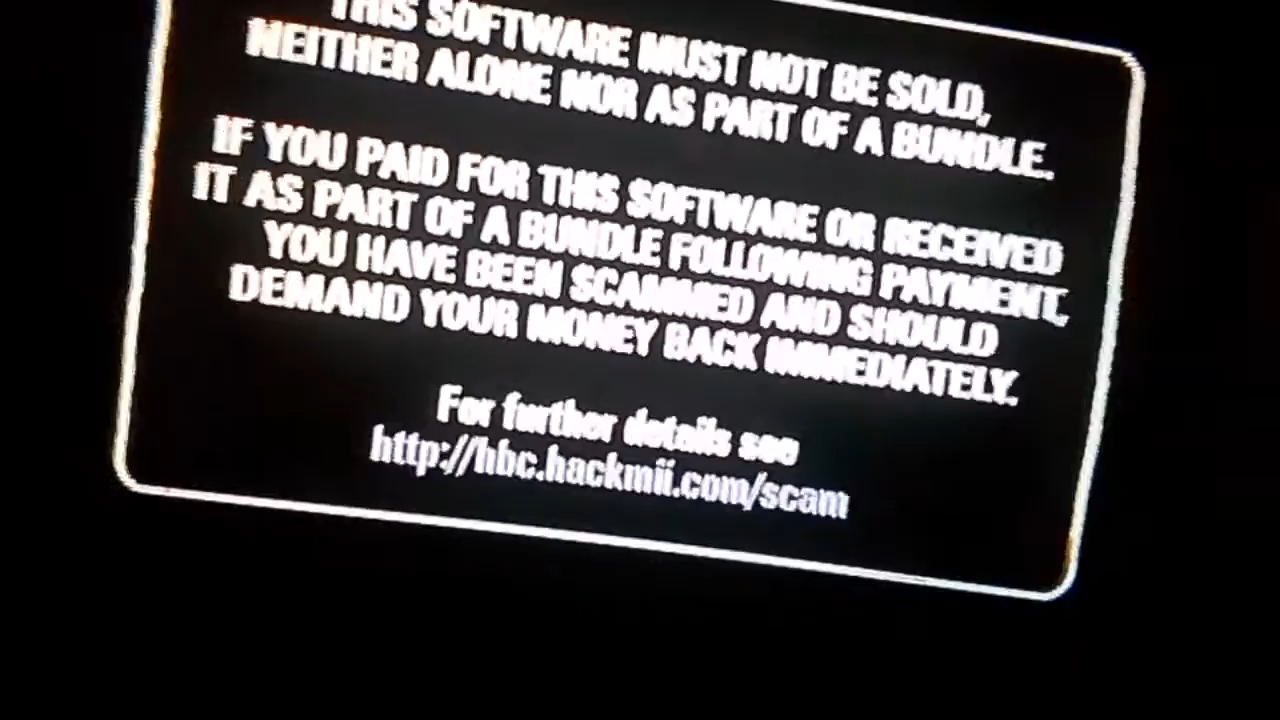 THIS SOFTWARE MUST NOT BE SOLD,
NEITHER ALONE NOR AS PART OF A BUNDLE.
IF YOU PAID FOR THIS SOFTWARE OR RECEIVED
IT AS PART OF A BUNDLE FOLLOWING PAYMENT,
YOU HAVE BEEN SCAMMED AND SHOULD
DEMAND YOUR MONEY BACK IMMEDIATELY.
For further details see
http://hbc.hackmii.com/scam